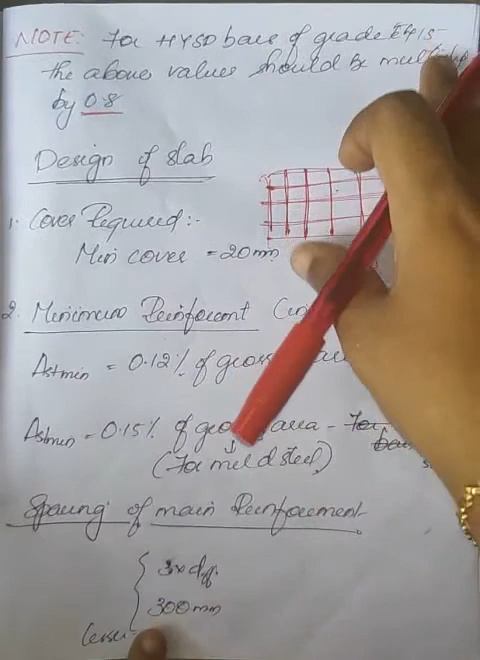 NOTE: For HYSD bars of grade Fe415
the above values should be multiply
by 0.8
Design of slab
1. Cover Required:-
Min cover = 20mm
2. Minimum Reinforcement
Astmin = 0.12% of gross
Astmin = 0.15% of gross area -
(For mild steel)
Spacing of main Reinforcement
3xdeff.
300mm
lesser